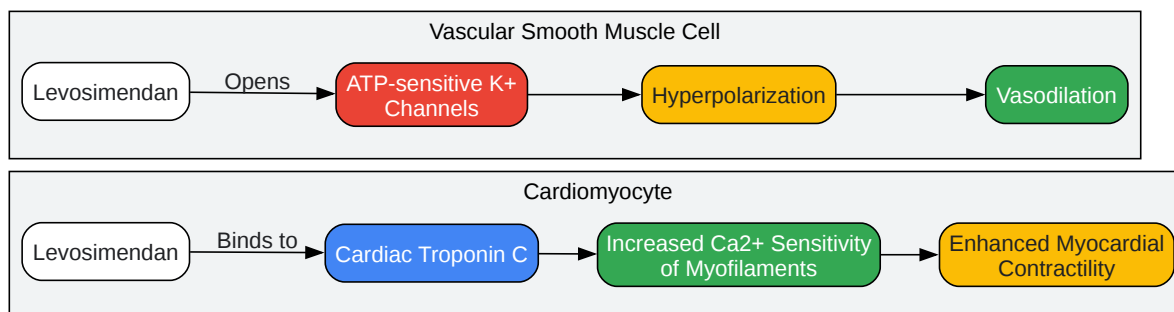 Vascular Smooth Muscle Cell
Levosimendan
Opens
ATP-sensitive K+
Channels
Hyperpolarization
Vasodilation
Cardiomyocyte
Levosimendan
Binds to
Cardiac Troponin C
Increased Ca2+ Sensitivity
of Myofilaments
Enhanced Myocardial
Contractility